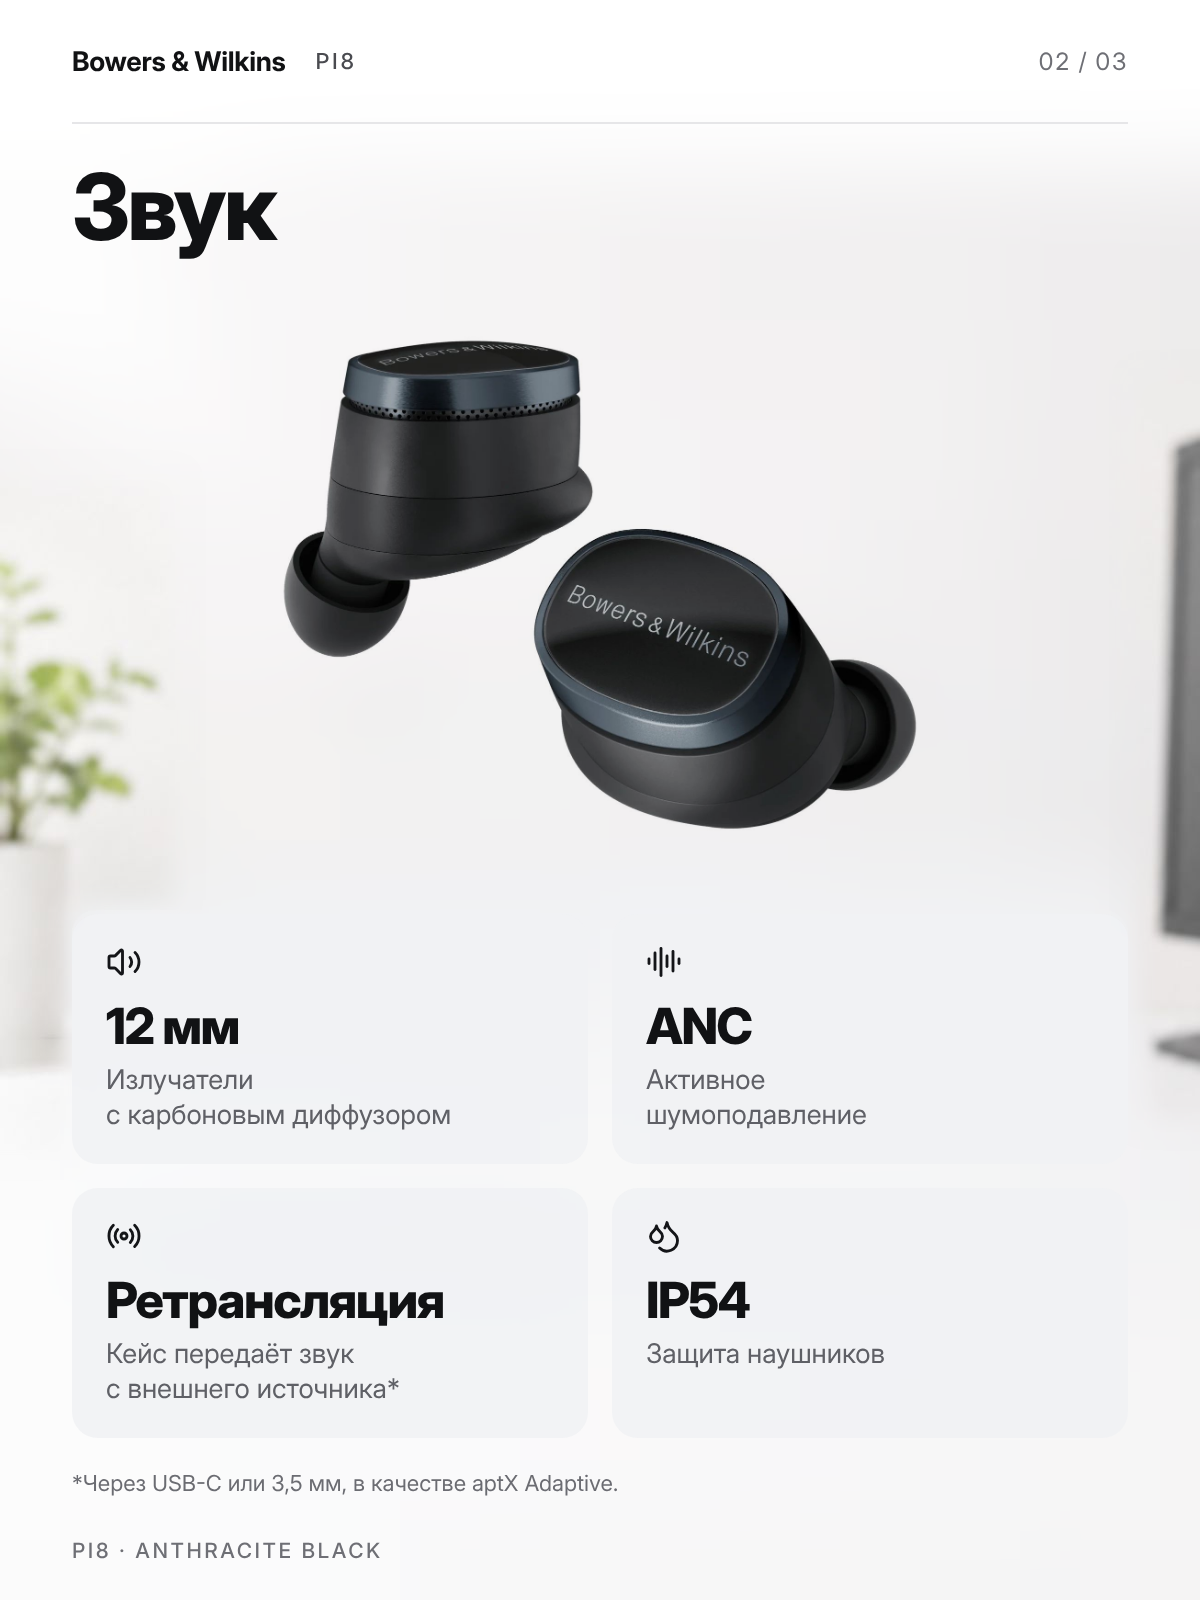 Bowers & Wilkins PI8 02 / 03
Звук
Bowers & Wilkins
Bowers & Wilkins
12 мм
Излучатели
с карбоновым диффузором
ANC
Активное
шумоподавление
Ретрансляция
Кейс передаёт звук
с внешнего источника*
IP54
Защита наушников
*Через USB-C или 3,5 мм, в качестве aptX Adaptive.
PI8 · ANTHRACITE BLACK